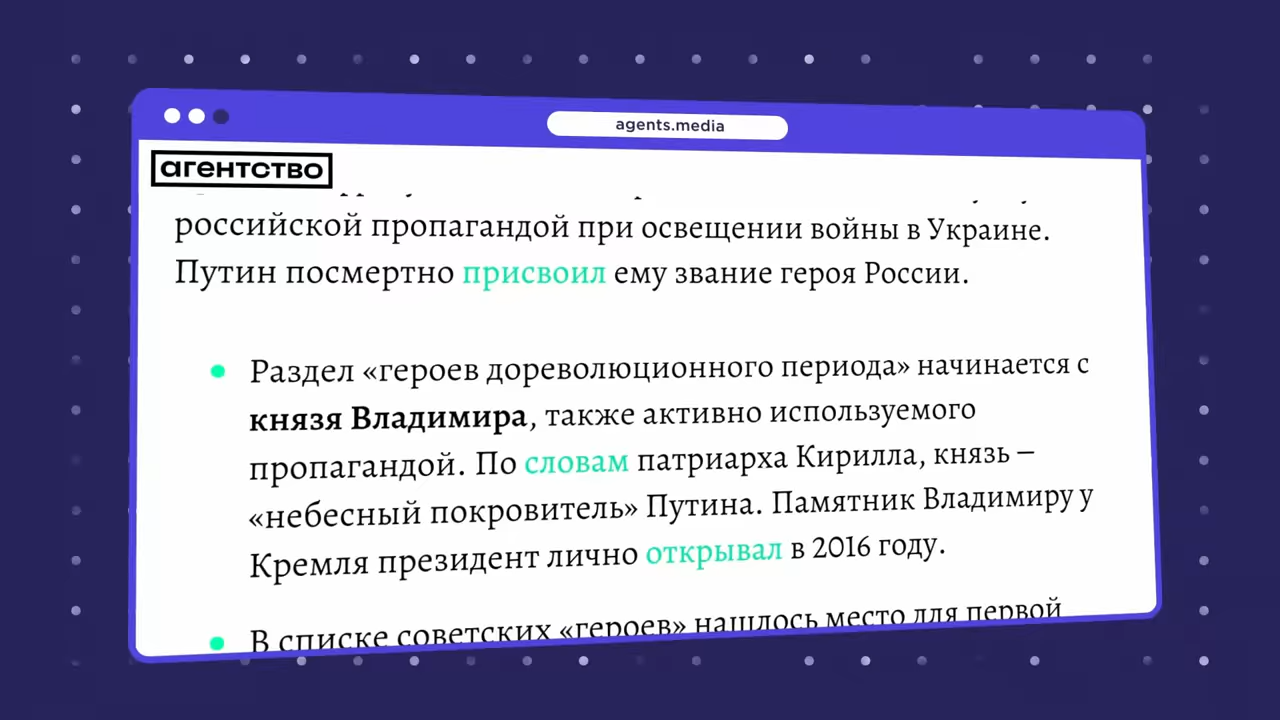 agents.media
агентство
российской пропагандой при освещении войны в Украине.
Путин посмертно присвоил ему звание героя России.
Раздел «героев дореволюционного периода» начинается с
князя Владимира, также активно используемого
пропагандой. По словам патриарха Кирилла, князь –
«небесный покровитель» Путина. Памятник Владимиру у
Кремля президент лично открывал в 2016 году.
В списке советских «героев» нашлось место для первой